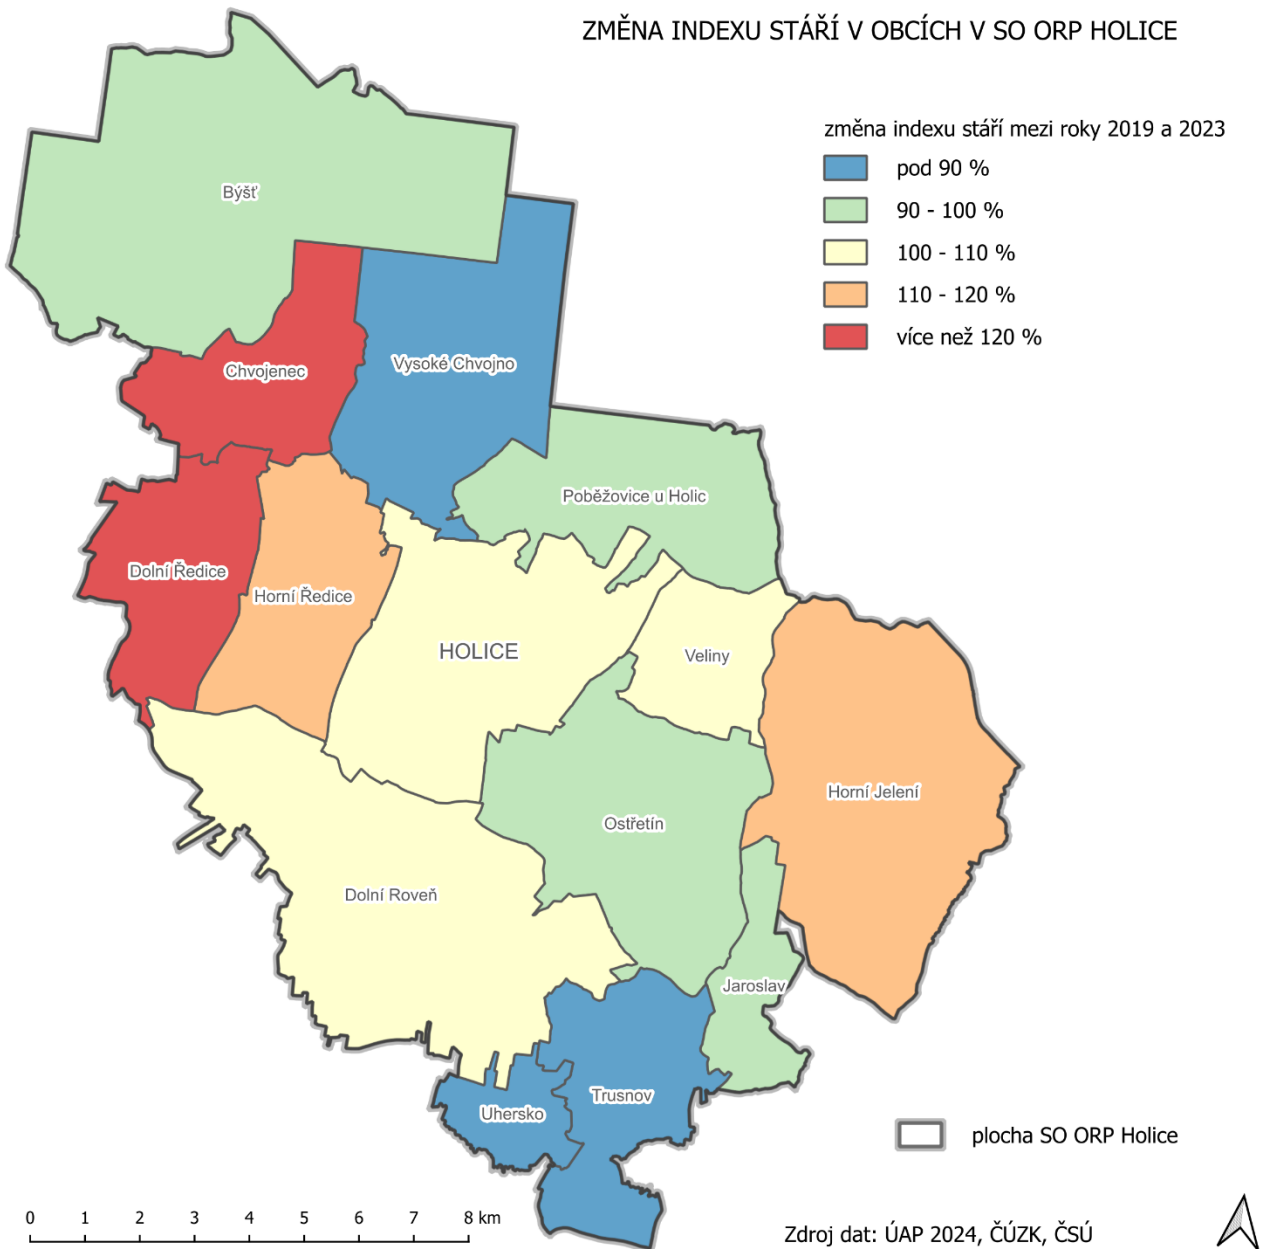 ZMĚNA INDEXU STÁŘÍ V OBCÍCH V SO ORP HOLICE
změna indexu stáří mezi roky 2019 a 2023
pod 90 %
90 - 100 %
100 - 110 %
110 - 120 %
více než 120 %
Býšť
Chvojenec
Vysoké Chvojno
Poběžovice u Holic
Dolní Ředice
Horní Ředice
HOLICE
Veliny
Horní Jelení
Ostřetín
Dolní Roveň
Jaroslav
Trusnov
Uhersko
plocha SO ORP Holice
0 1 2 3 4 5 6 7 8 km
Zdroj dat: ÚAP 2024, ČÚZK, ČSÚ